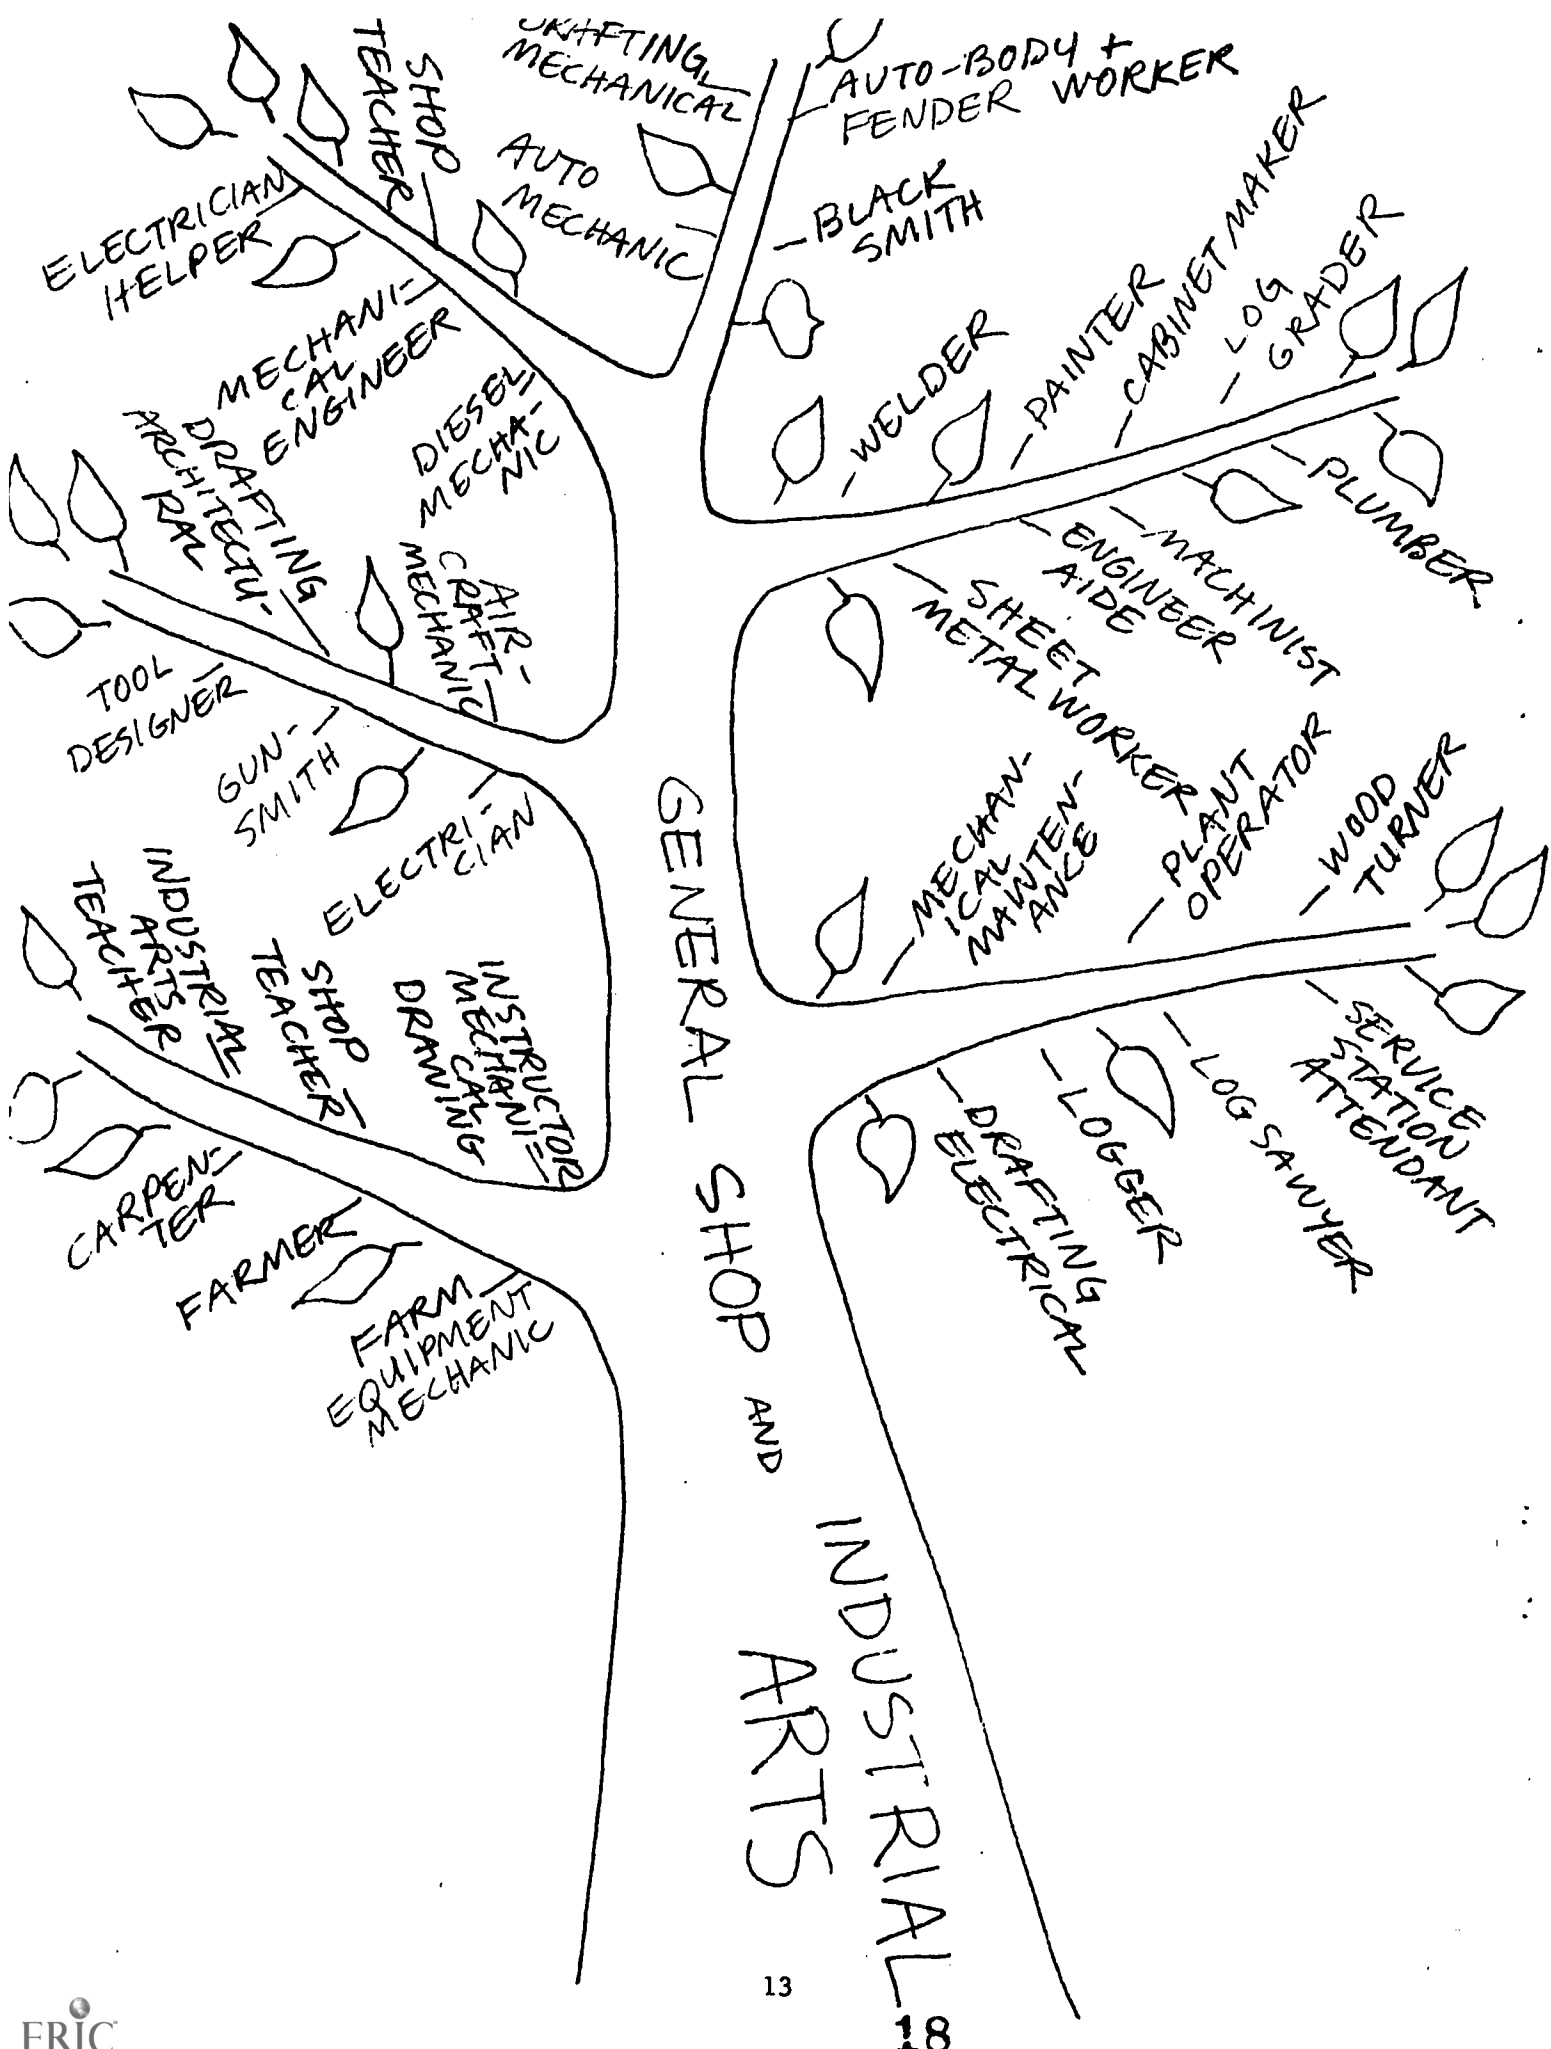 DRAFTING
MECHANICAL
AUTO-BODY +
FENDER WORKER
SHOP
TEACHER
AUTO
MECHANIC
BLACK
SMITH
ELECTRICIAN
HELPER
MECHANI-
CAL
ENGINEER
DIESEL
MECHA-
NIC
WELDER
PAINTER
CABINET MAKER
LOG
GRADER
PLUMBER
MACHINIST
ENGINEER
AIDE
SHEET
METAL WORKER
DRAFTING
ARCHITECTU-
RAL
AIR-
CRAFT
MECHANIC
TOOL
DESIGNER
GUN-
SMITH
ELECTRI-
CIAN
MECHAN-
ICAL
MAINTEN-
ANCE
PLANT
OPERATOR
WOOD
TURNER
SERVICE
STATION
ATTENDANT
LOG SAWYER
LOGGER
DRAFTING
ELECTRICAL
INDUSTRIAL
ARTS
TEACHER
SHOP
TEACHER
INSTRUCTOR
MECHANI-
CAL
DRAWING
CARPEN-
TER
FARMER
FARM
EQUIPMENT
MECHANIC
GENERAL SHOP AND INDUSTRIAL
ARTS
13
18
ERIC